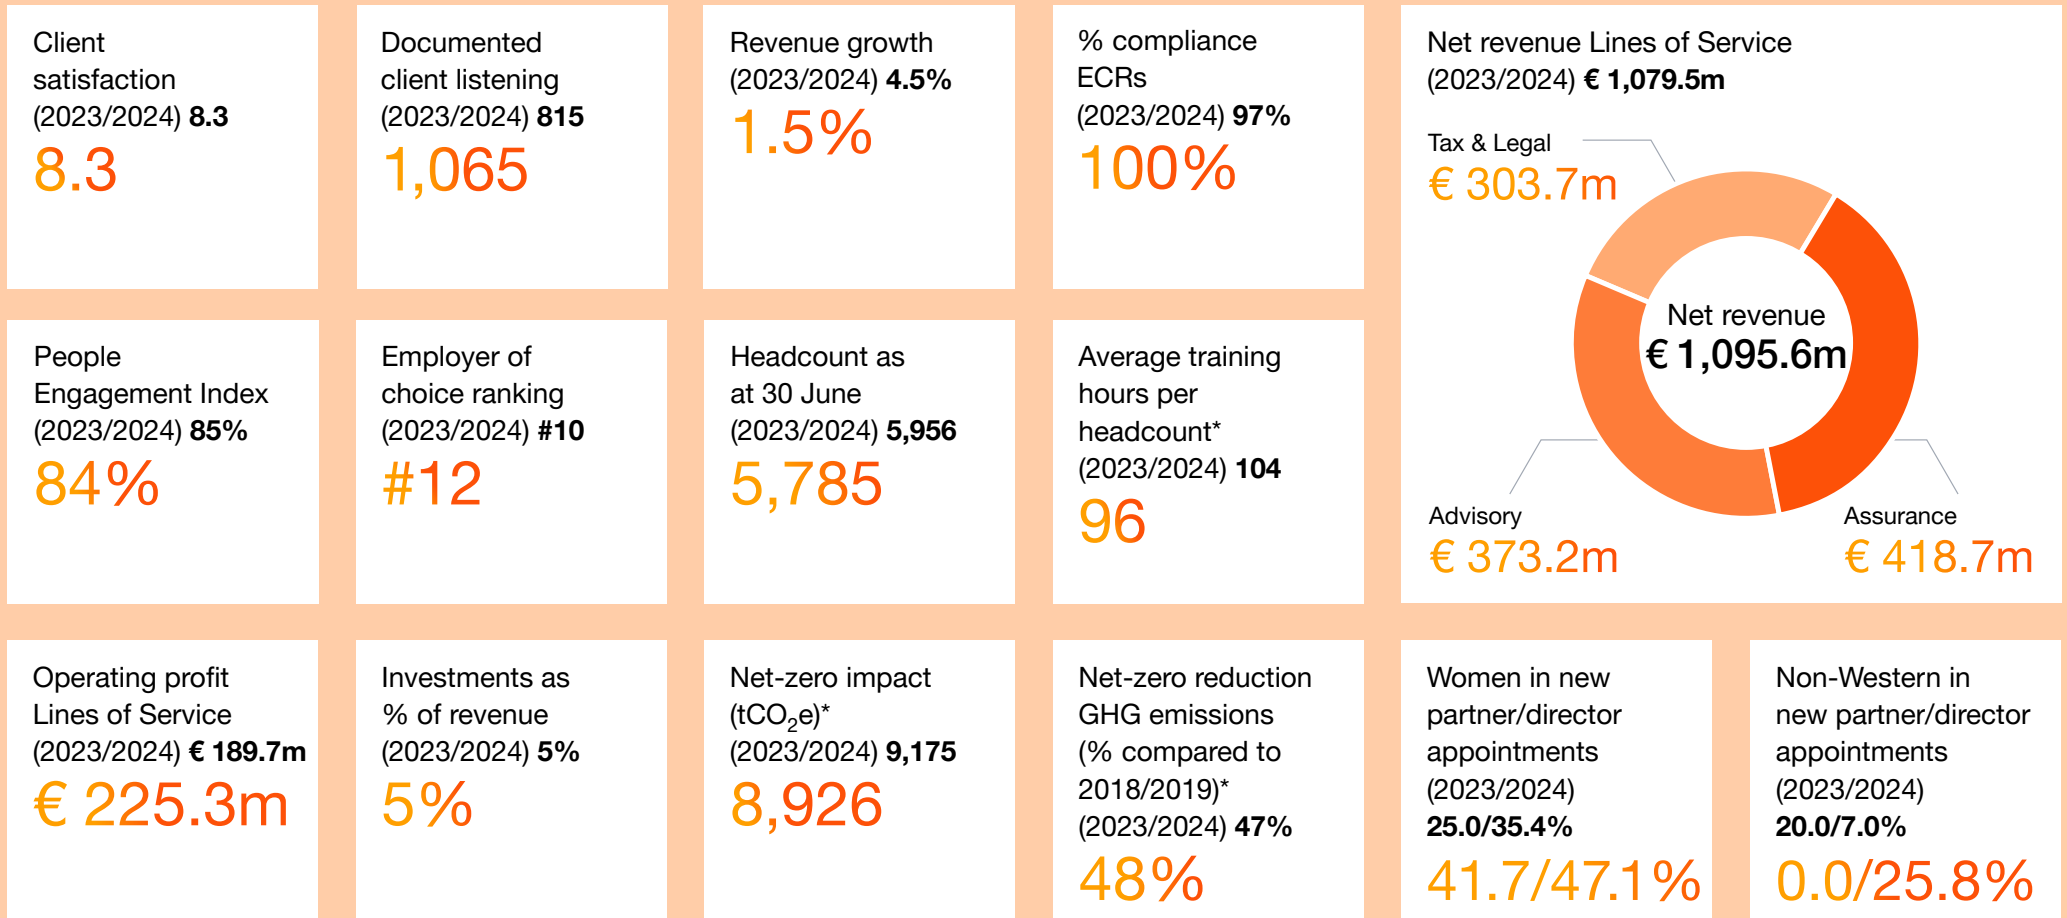 Client
satisfaction
(2023/2024) 8.3
8.3
Documented
client listening
(2023/2024) 815
1,065
Revenue growth
(2023/2024) 4.5%
1.5%
% compliance
ECRs
(2023/2024) 97%
100%
Net revenue Lines of Service
(2023/2024) € 1,079.5m
Tax & Legal
€ 303.7m
Net revenue
€ 1,095.6m
Advisory
€ 373.2m
Assurance
€ 418.7m
People
Engagement Index
(2023/2024) 85%
84%
Employer of
choice ranking
(2023/2024) #10
#12
Headcount as
at 30 June
(2023/2024) 5,956
5,785
Average training
hours per
headcount*
(2023/2024) 104
96
Operating profit
Lines of Service
(2023/2024) € 189.7m
€ 225.3m
Investments as
% of revenue
(2023/2024) 5%
5%
Net-zero impact
(tCO₂e)*
(2023/2024) 9,175
8,926
Net-zero reduction
GHG emissions
(% compared to
2018/2019)*
(2023/2024) 47%
48%
Women in new
partner/director
appointments
(2023/2024)
25.0/35.4%
41.7/47.1%
Non-Western in
new partner/director
appointments
(2023/2024)
20.0/7.0%
0.0/25.8%